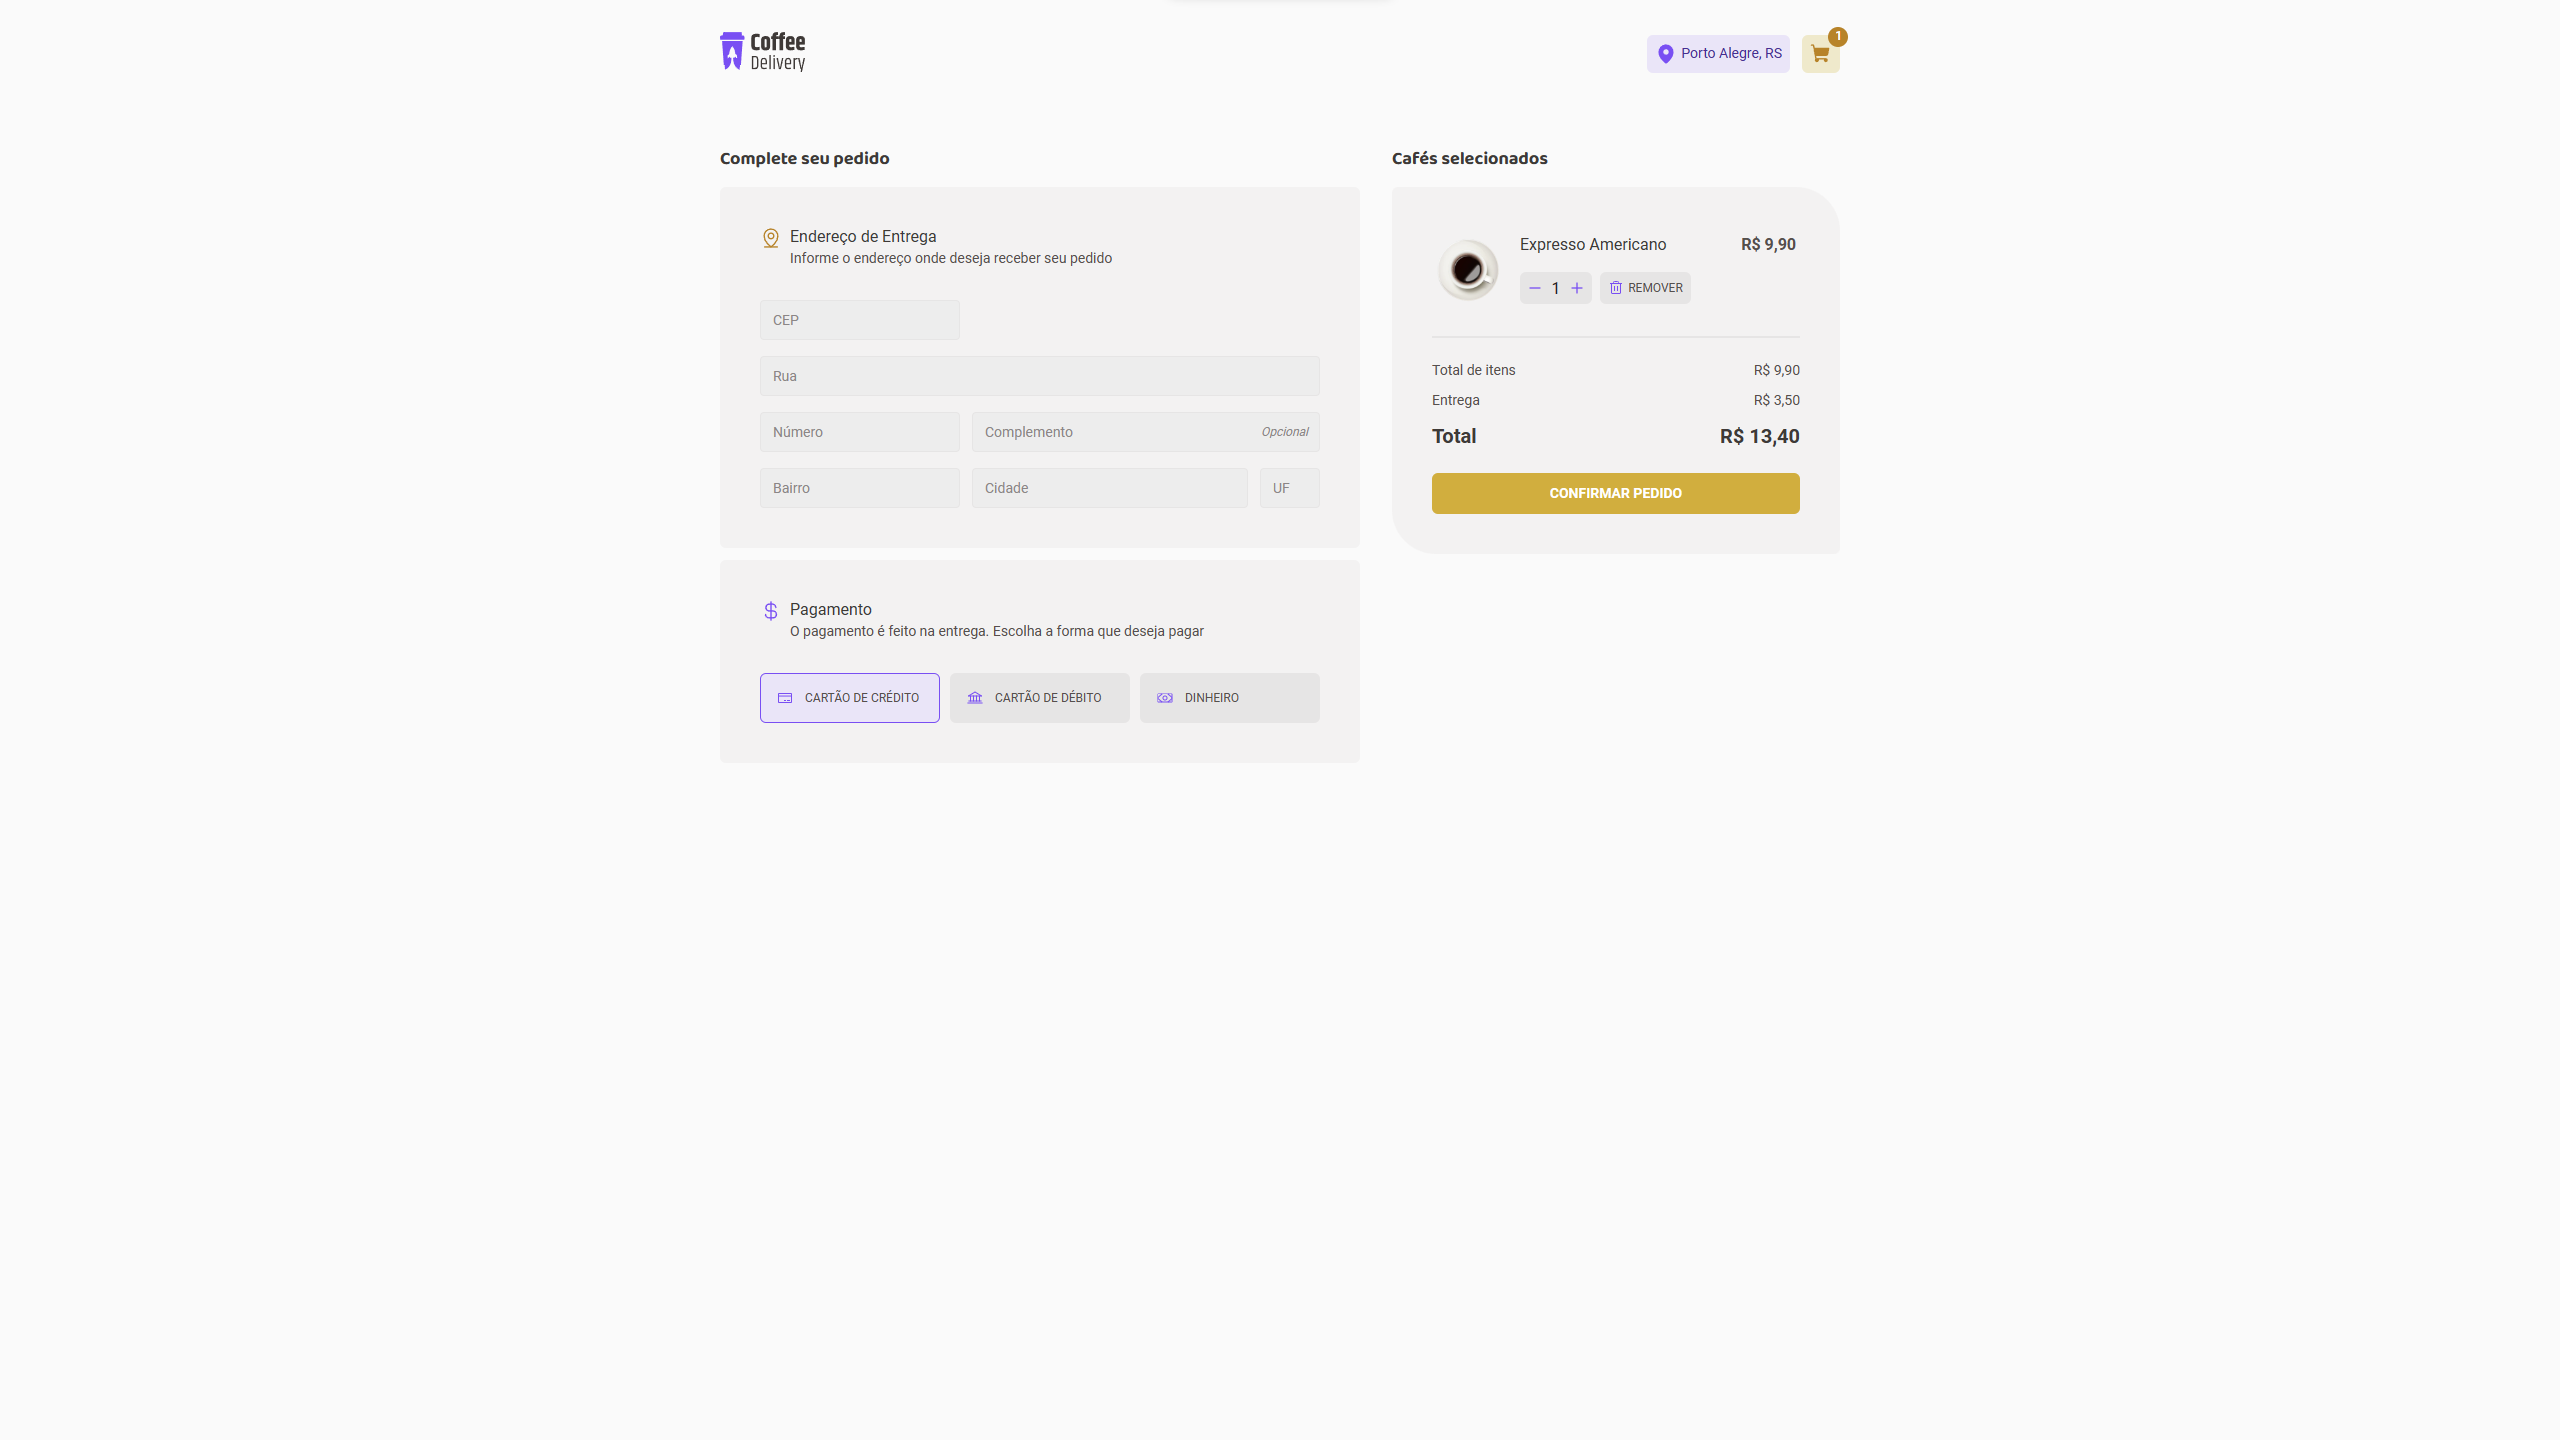 Coffee
Delivery
Porto Alegre, RS
1
Complete seu pedido
Endereço de Entrega
Informe o endereço onde deseja receber seu pedido
CEP
Rua
Número
Complemento
Opcional
Bairro
Cidade
UF
Pagamento
O pagamento é feito na entrega. Escolha a forma que deseja pagar
CARTÃO DE CRÉDITO
CARTÃO DE DÉBITO
DINHEIRO
Cafés selecionados
Expresso Americano
R$ 9,90
1
REMOVER
Total de itens
R$ 9,90
Entrega
R$ 3,50
Total
R$ 13,40
CONFIRMAR PEDIDO